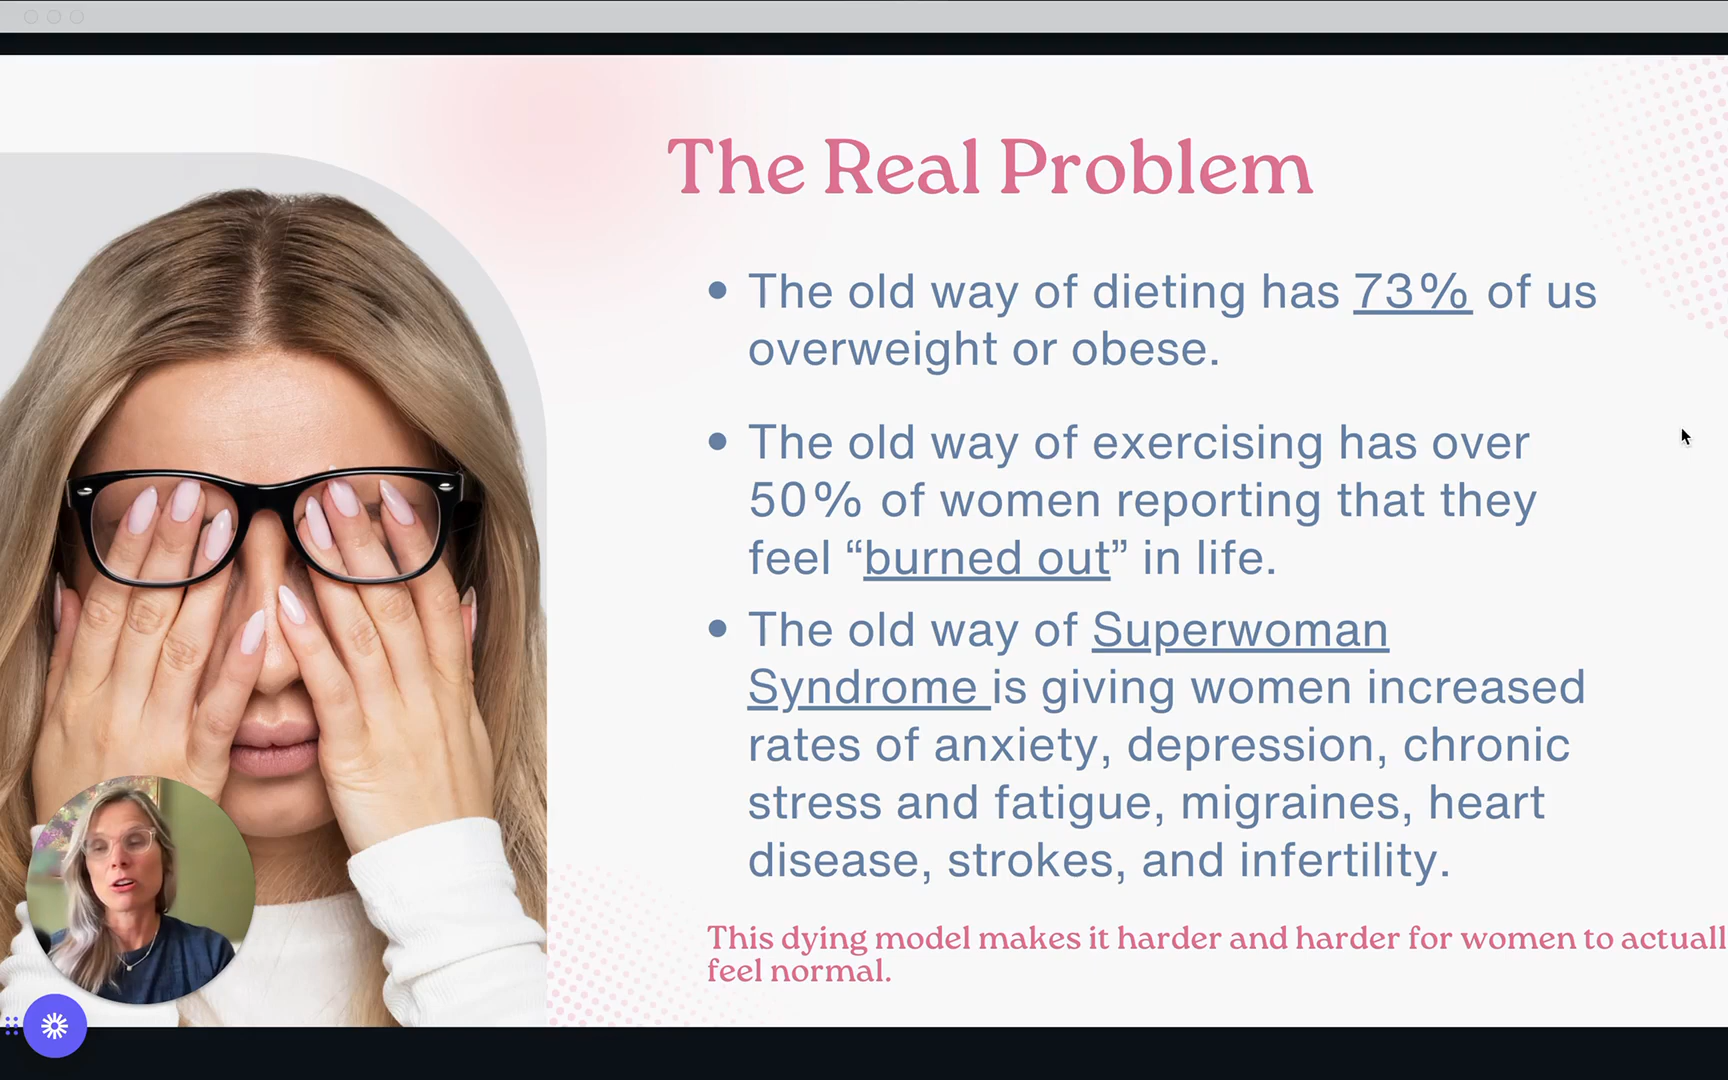 The Real Problem
• The old way of dieting has 73% of us
overweight or obese.
• The old way of exercising has over
50% of women reporting that they
feel “burned out” in life.
• The old way of Superwoman
Syndrome is giving women increased
rates of anxiety, depression, chronic
stress and fatigue, migraines, heart
disease, strokes, and infertility.
This dying model makes it harder and harder for women to actuall
feel normal.